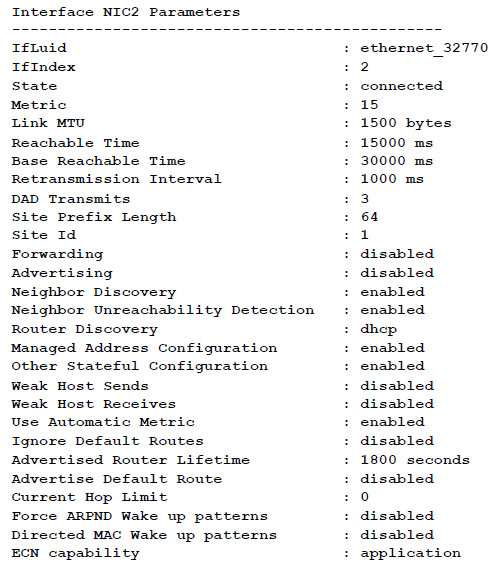 Interface NIC2 Parameters
-----------------------------------------------
IfLuid                             : ethernet_32770
IfIndex                            : 2
State                              : connected
Metric                             : 15
Link MTU                           : 1500 bytes
Reachable Time                     : 15000 ms
Base Reachable Time                : 30000 ms
Retransmission Interval            : 1000 ms
DAD Transmits                      : 3
Site Prefix Length                 : 64
Site Id                            : 1
Forwarding                         : disabled
Advertising                        : disabled
Neighbor Discovery                 : enabled
Neighbor Unreachability Detection  : enabled
Router Discovery                   : dhcp
Managed Address Configuration      : enabled
Other Stateful Configuration       : enabled
Weak Host Sends                    : disabled
Weak Host Receives                 : disabled
Use Automatic Metric               : enabled
Ignore Default Routes              : disabled
Advertised Router Lifetime         : 1800 seconds
Advertise Default Route            : disabled
Current Hop Limit                  : 0
Force ARPND Wake up patterns       : disabled
Directed MAC Wake up patterns      : disabled
ECN capability                     : application